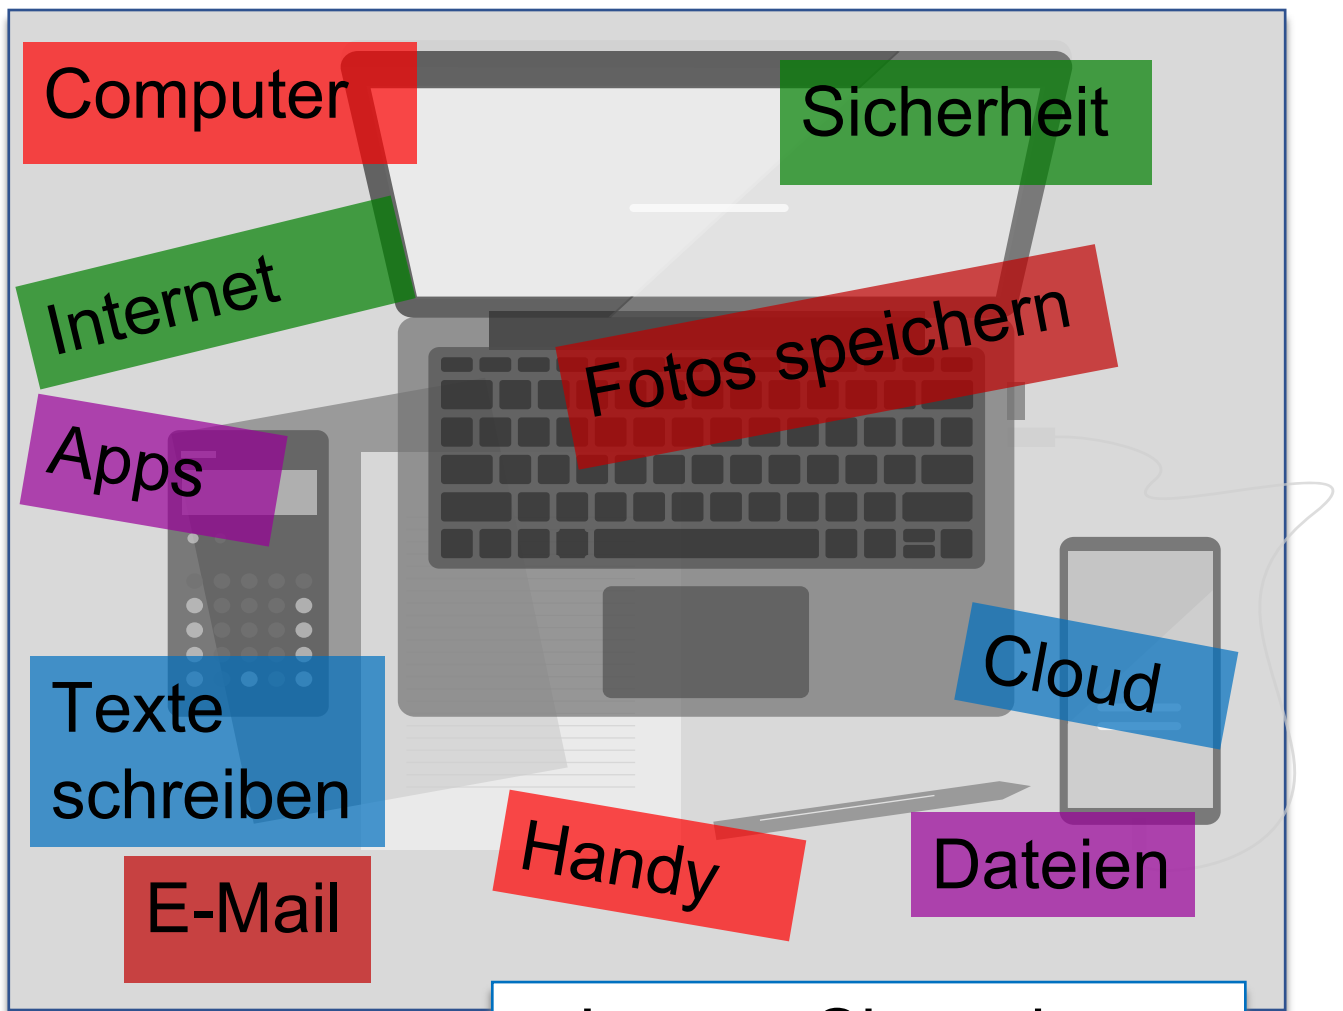 Computer
Sicherheit
Internet
Fotos speichern
Apps
Cloud
Texte
schreiben
Handy
Dateien
E-Mail